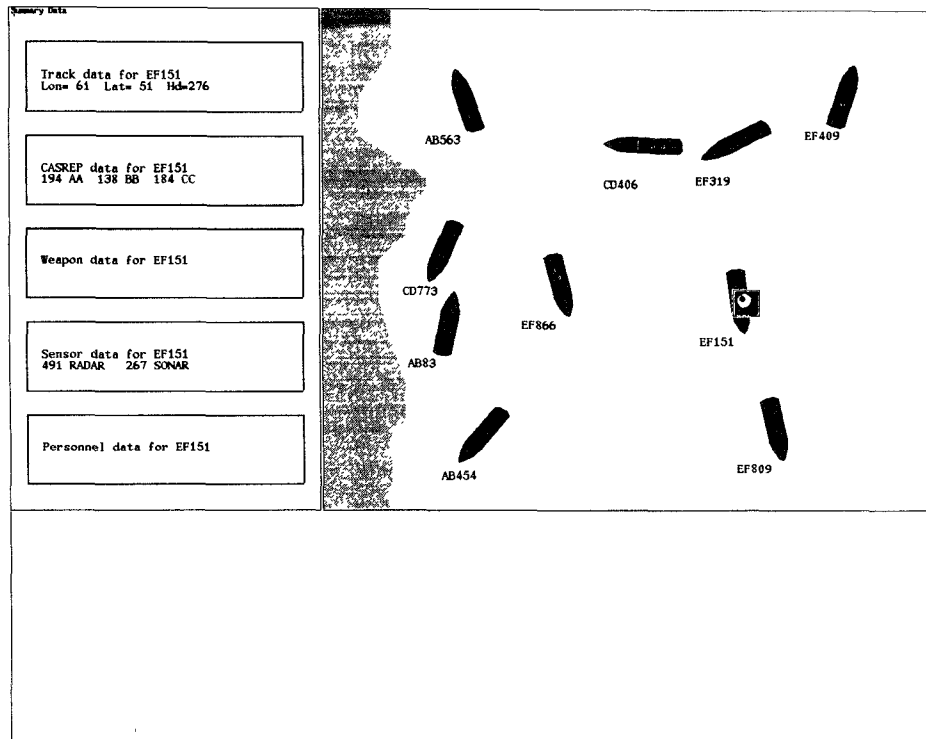 Summary Data
Track data for EF151
Lon= 61 Lat= 51 Hd=276
CASREP data for EF151
194 AA 138 BB 184 CC
Weapon data for EF151
Sensor data for EF151
491 RADAR 267 SONAR
Personnel data for EF151
AB563
CD406
EF319
EF409
CD773
EF866
AB83
EF151
AB454
EF809